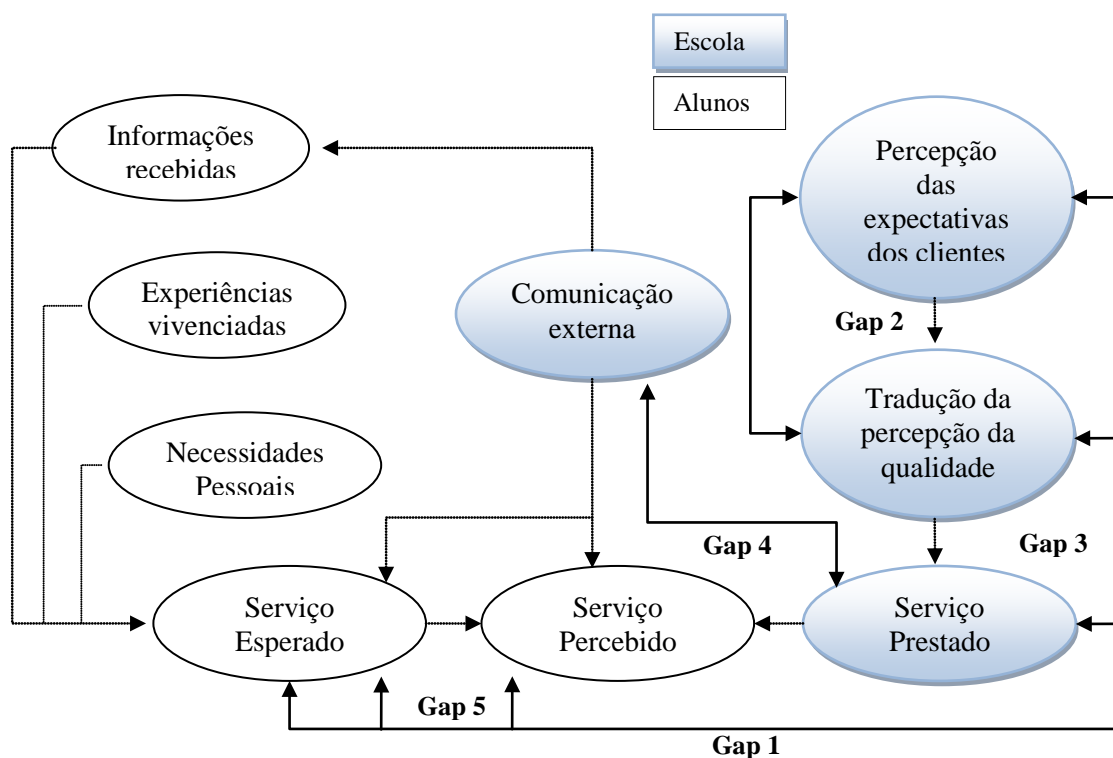 Escola
Alunos
Informações
recebidas
Percepção
das
expectativas
dos clientes
Experiências
vivenciadas
Comunicação
externa
Gap 2
Tradução da
percepção da
qualidade
Necessidades
Pessoais
Gap 4
Gap 3
Serviço
Esperado
Serviço
Percebido
Serviço
Prestado
Gap 5
Gap 1